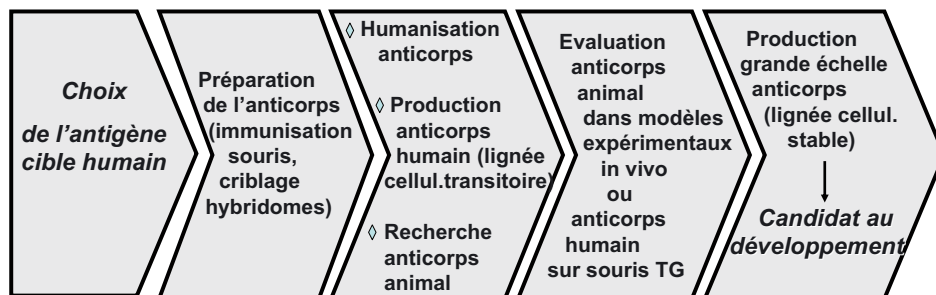 Choix
de l'antigène
cible humain
Préparation
de l'anticorps
(immunisation
souris,
criblage
hybridomes)
◊ Humanisation
anticorps
◊ Production
anticorps
humain (lignée
cellul.transitoire)
◊ Recherche
anticorps
animal
Evaluation
anticorps
animal
dans modèles
expérimentaux
in vivo
ou
anticorps
humain
sur souris TG
Production
grande échelle
anticorps
(lignée cellul.
stable)
Candidat au
développement